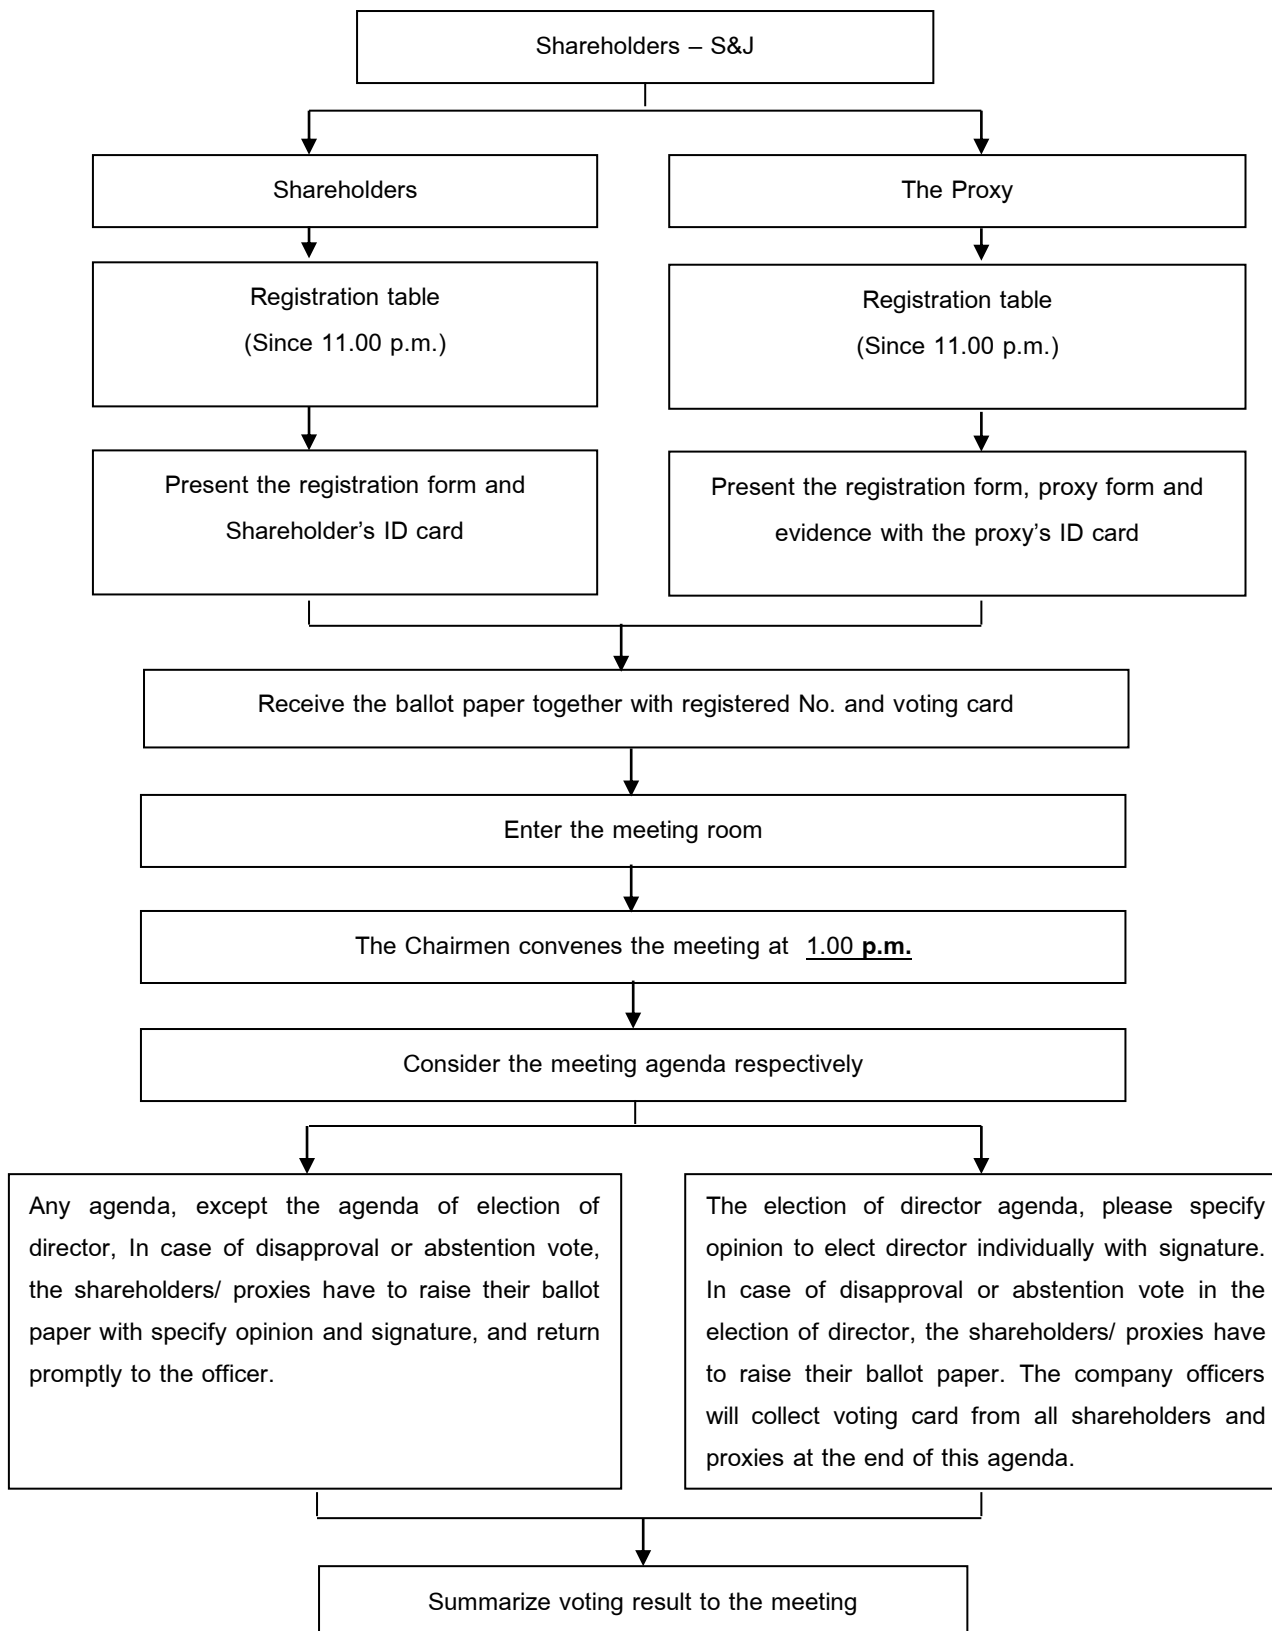 Shareholders – S&J
Shareholders
The Proxy
Registration table
(Since 11.00 p.m.)
Registration table
(Since 11.00 p.m.)
Present the registration form and
Shareholder’s ID card
Present the registration form, proxy form and
evidence with the proxy’s ID card
Receive the ballot paper together with registered No. and voting card
Enter the meeting room
The Chairmen convenes the meeting at 1.00 p.m.
Consider the meeting agenda respectively
Any agenda, except the agenda of election of
director, In case of disapproval or abstention vote,
the shareholders/ proxies have to raise their ballot
paper with specify opinion and signature, and return
promptly to the officer.
The election of director agenda, please specify
opinion to elect director individually with signature.
In case of disapproval or abstention vote in the
election of director, the shareholders/ proxies have
to raise their ballot paper. The company officers
will collect voting card from all shareholders and
proxies at the end of this agenda.
Summarize voting result to the meeting